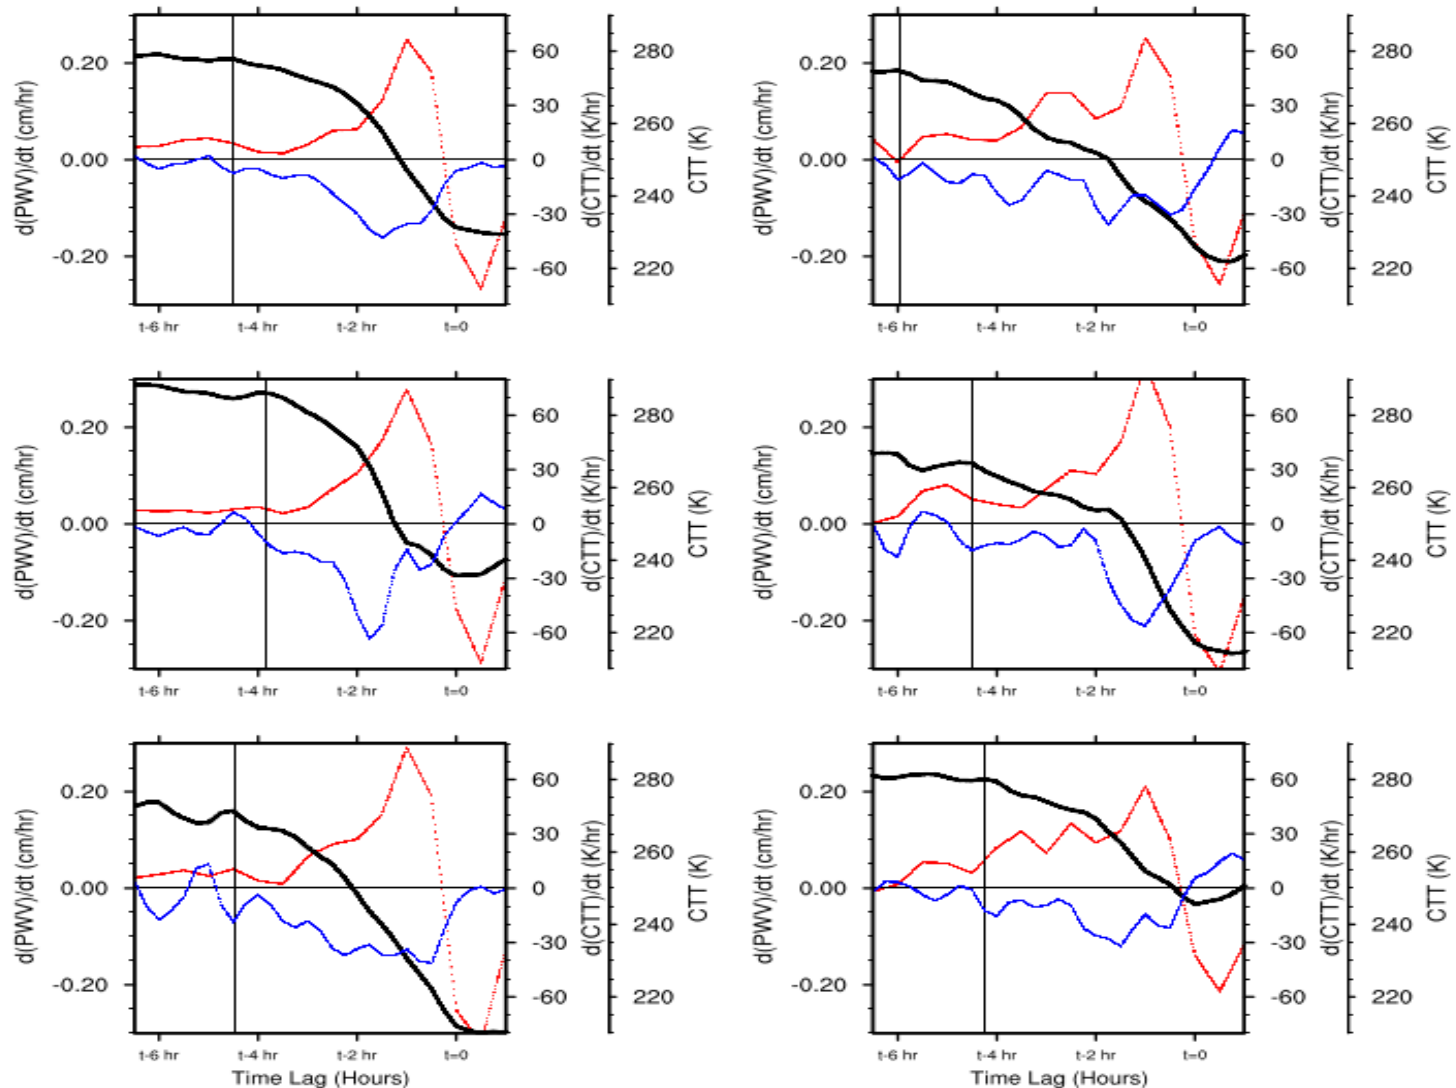 d(PWV)/dt (cm/hr)
0.20
0.00
-0.20
60
30
0
-30
-60
d(CTT)/dt (K/hr)
280
260
240
220
CTT (K)
t-6 hr t-4 hr t-2 hr t=0
d(PWV)/dt (cm/hr)
0.20
0.00
-0.20
60
30
0
-30
-60
d(CTT)/dt (K/hr)
280
260
240
220
CTT (K)
t-6 hr t-4 hr t-2 hr t=0
d(PWV)/dt (cm/hr)
0.20
0.00
-0.20
60
30
0
-30
-60
d(CTT)/dt (K/hr)
280
260
240
220
CTT (K)
t-6 hr t-4 hr t-2 hr t=0
d(PWV)/dt (cm/hr)
0.20
0.00
-0.20
60
30
0
-30
-60
d(CTT)/dt (K/hr)
280
260
240
220
CTT (K)
t-6 hr t-4 hr t-2 hr t=0
d(PWV)/dt (cm/hr)
0.20
0.00
-0.20
60
30
0
-30
-60
d(CTT)/dt (K/hr)
280
260
240
220
CTT (K)
t-6 hr t-4 hr t-2 hr t=0
Time Lag (Hours)
d(PWV)/dt (cm/hr)
0.20
0.00
-0.20
60
30
0
-30
-60
d(CTT)/dt (K/hr)
280
260
240
220
CTT (K)
t-6 hr t-4 hr t-2 hr t=0
Time Lag (Hours)